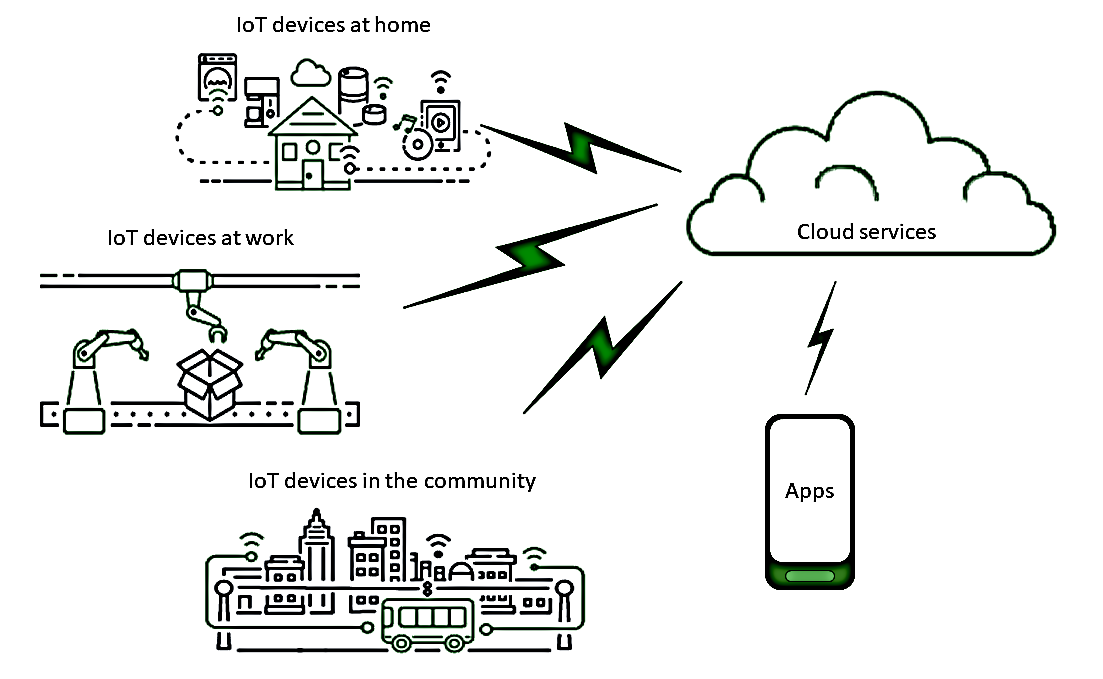 IoT devices at home
Cloud services
IoT devices at work
IoT devices in the community
Apps